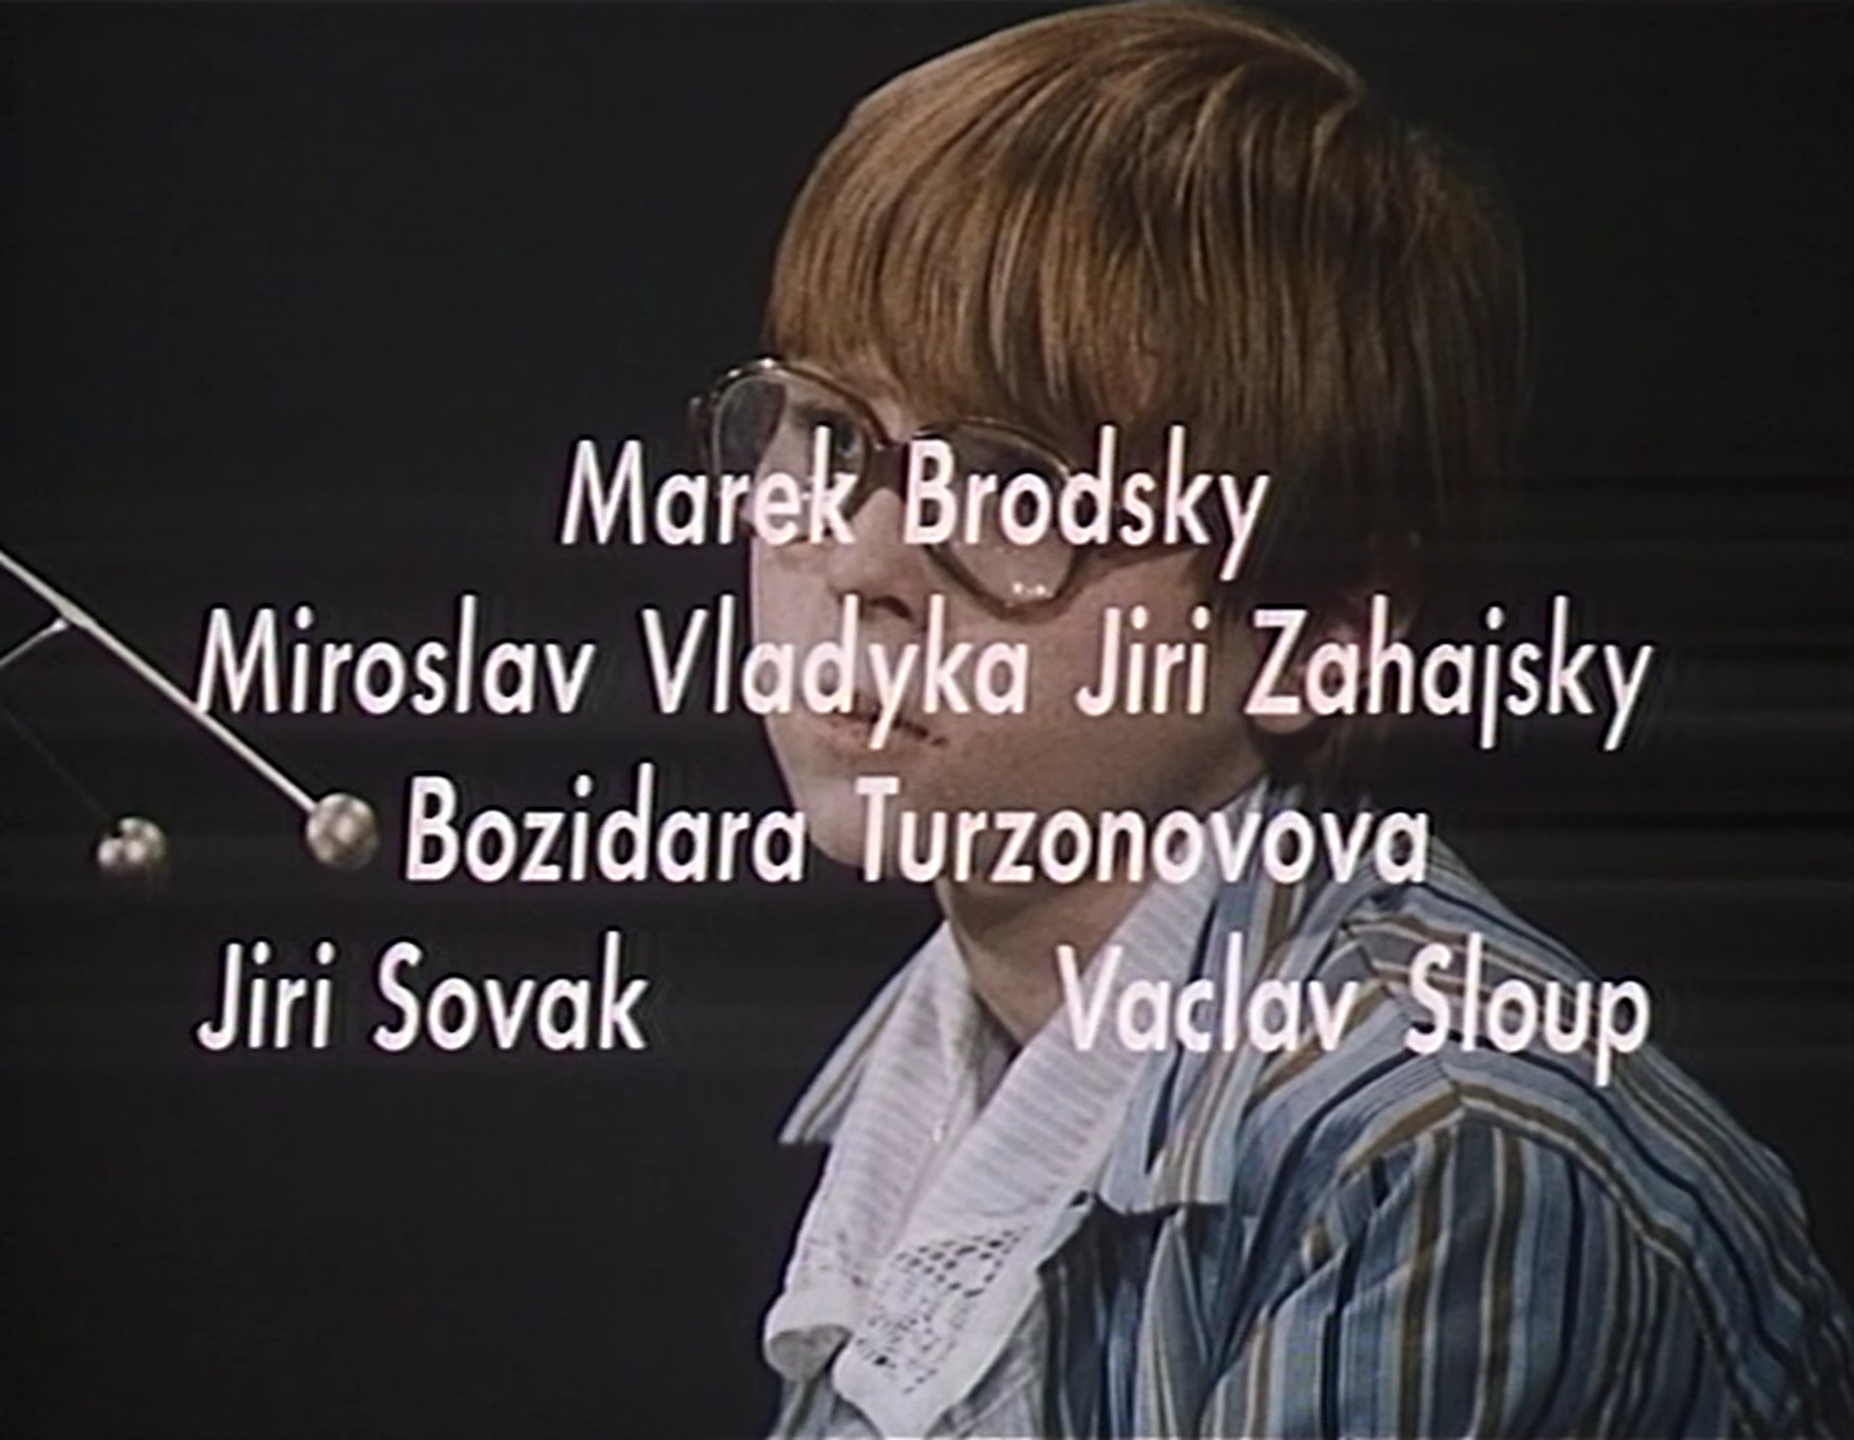 Marek Brodsky
Miroslav Vladyka Jiri Zahajsky
Bozidara Turzonovova
Jiri Sovak Vaclav Sloup